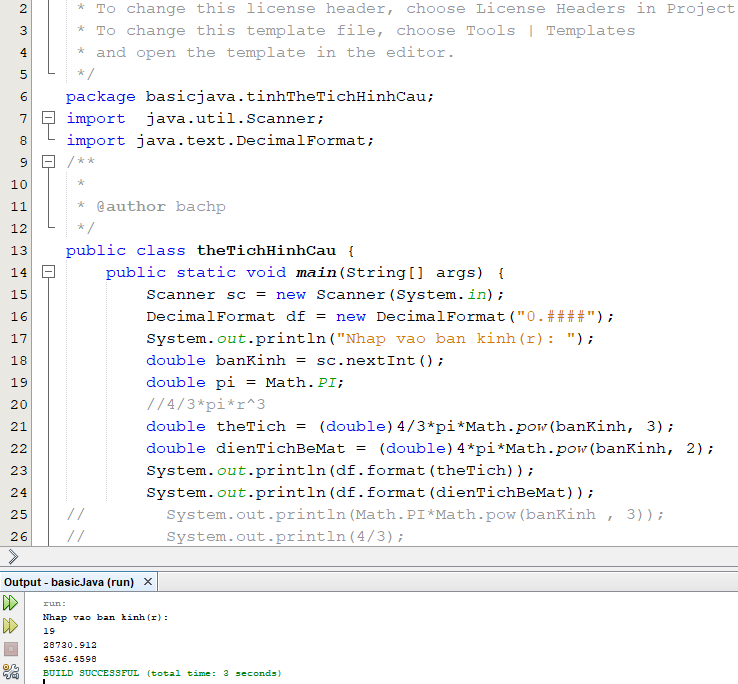 2 * To change this license header, choose License Headers in Project
3 * To change this template file, choose Tools | Templates
4 * and open the template in the editor.
5 */
6 package basicjava.tinhTheTichHinhCau;
7 import  java.util.Scanner;
8 import java.text.DecimalFormat;
9 /**
10 *
11 * @author bachp
12 */
13 public class theTichHinhCau {
14 public static void main(String[] args) {
15 Scanner sc = new Scanner(System.in);
16 DecimalFormat df = new DecimalFormat("0.####");
17 System.out.println("Nhap vao ban kinh(r): ");
18 double banKinh = sc.nextInt();
19 double pi = Math.PI;
20 //4/3*pi*r^3
21 double theTich = (double)4/3*pi*Math.pow(banKinh, 3);
22 double dienTichBeMat = (double)4*pi*Math.pow(banKinh, 2);
23 System.out.println(df.format(theTich));
24 System.out.println(df.format(dienTichBeMat));
25 // System.out.println(Math.PI*Math.pow(banKinh , 3));
26 // System.out.println(4/3);
Output - basicJava (run) ×
run:
Nhap vao ban kinh(r):
19
28730.912
4536.4598
BUILD SUCCESSFUL (total time: 3 seconds)